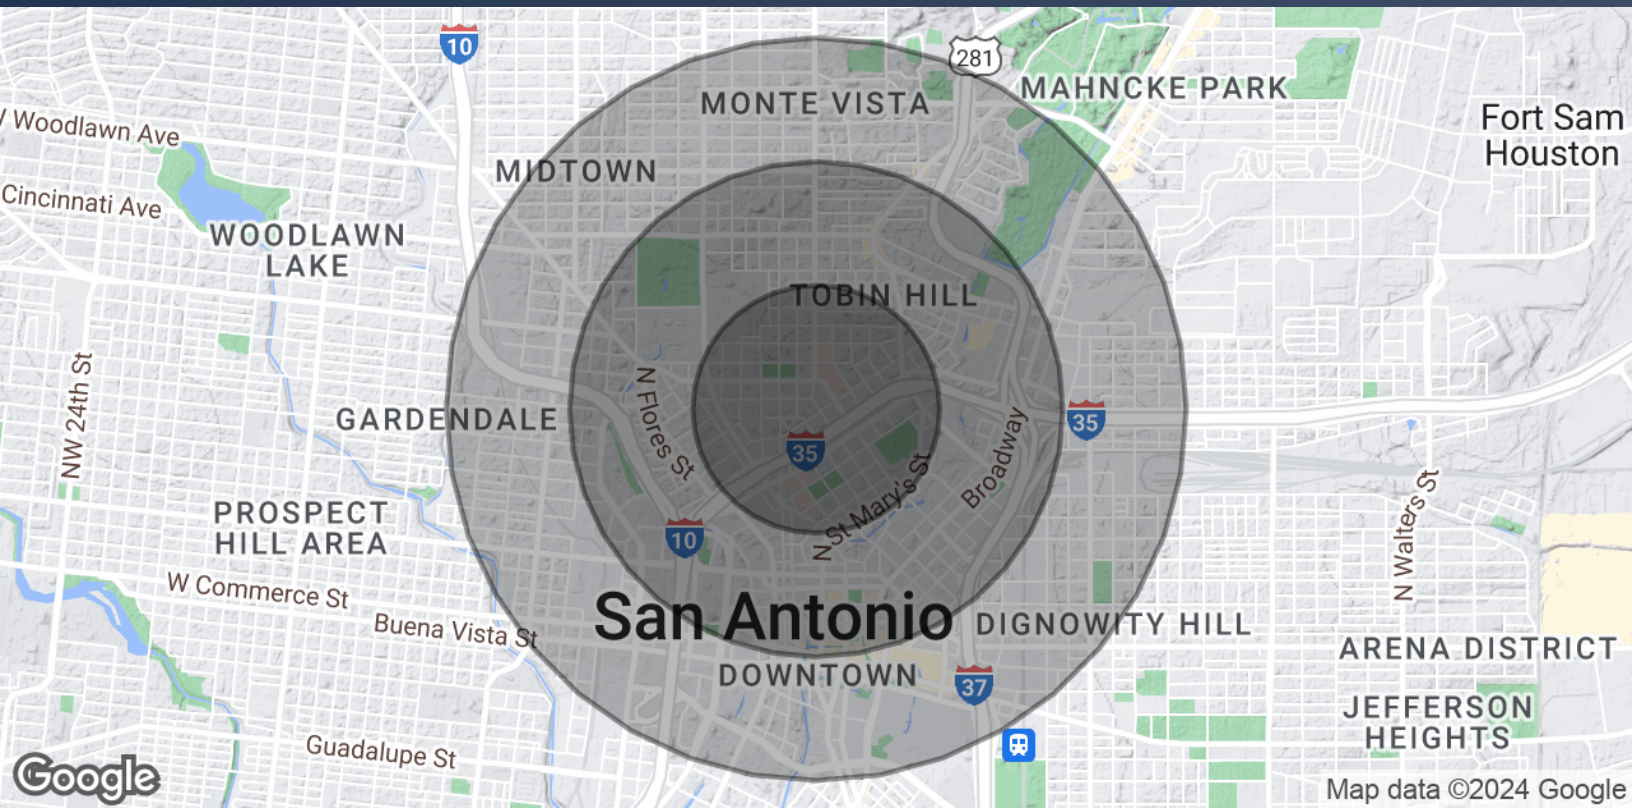 10
281
MAHNCKE PARK
MONTE VISTA
Fort Sam
Houston
W Woodlawn Ave
MIDTOWN
Cincinnati Ave
WOODLAWN
LAKE
TOBIN HILL
NW 24th St
N Flores St
GARDENDALE
35
35
Broadway
N St Mary's St
N Walters St
PROSPECT
HILL AREA
10
W Commerce St
San Antonio
DIGNOWITY HILL
Buena Vista St
ARENA DISTRICT
DOWNTOWN
37
JEFFERSON
HEIGHTS
Guadalupe St
Google
Map data ©2024 Google